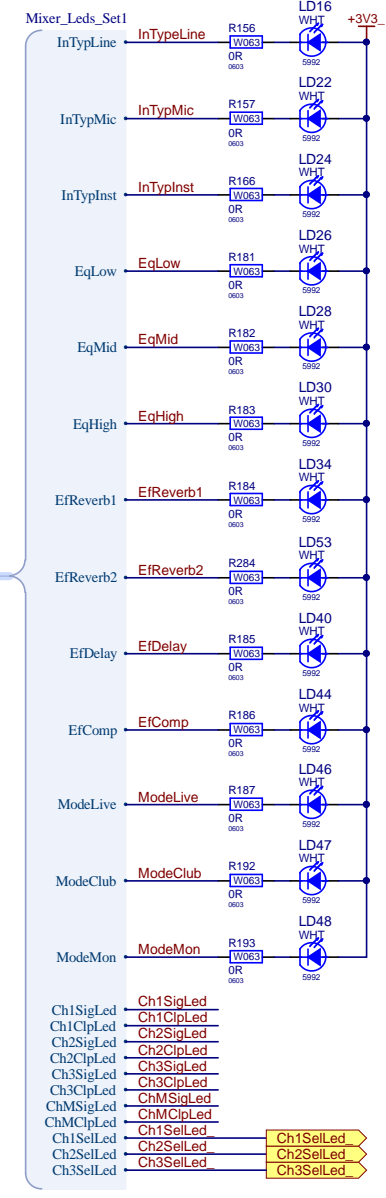 Mixer_Leds_Set1
LD16
+3V3_
WHT
InTypLine InTypeLine R156 W063
0R
0603
5992
LD22
WHT
InTypMic InTypMic R157 W063
0R
0603
5992
LD24
WHT
InTypInst InTypInst R166 W063
0R
0603
5992
LD26
WHT
EqLow EqLow R181 W063
0R
0603
5992
LD28
WHT
EqMid EqMid R182 W063
0R
0603
5992
LD30
WHT
EqHigh EqHigh R183 W063
0R
0603
5992
LD34
WHT
EfReverb1 EfReverb1 R184 W063
0R
0603
5992
LD53
WHT
EfReverb2 EfReverb2 R284 W063
0R
0603
5992
LD40
WHT
EfDelay EfDelay R185 W063
0R
0603
5992
LD44
WHT
EfComp EfComp R186 W063
0R
0603
5992
LD46
WHT
ModeLive ModeLive R187 W063
0R
0603
5992
LD47
WHT
ModeClub ModeClub R192 W063
0R
0603
5992
LD48
WHT
ModeMon ModeMon R193 W063
0R
0603
5992
Ch1SigLed Ch1SigLed
Ch1ClpLed Ch1ClpLed
Ch2SigLed Ch2SigLed
Ch2ClpLed Ch2ClpLed
Ch3SigLed Ch3SigLed
Ch3ClpLed Ch3ClpLed
ChMSigLed ChMSigLed
ChMClpLed ChMClpLed
Ch1SelLed Ch1SelLed_ Ch1SelLed_
Ch2SelLed Ch2SelLed_ Ch2SelLed_
Ch3SelLed Ch3SelLed_ Ch3SelLed_